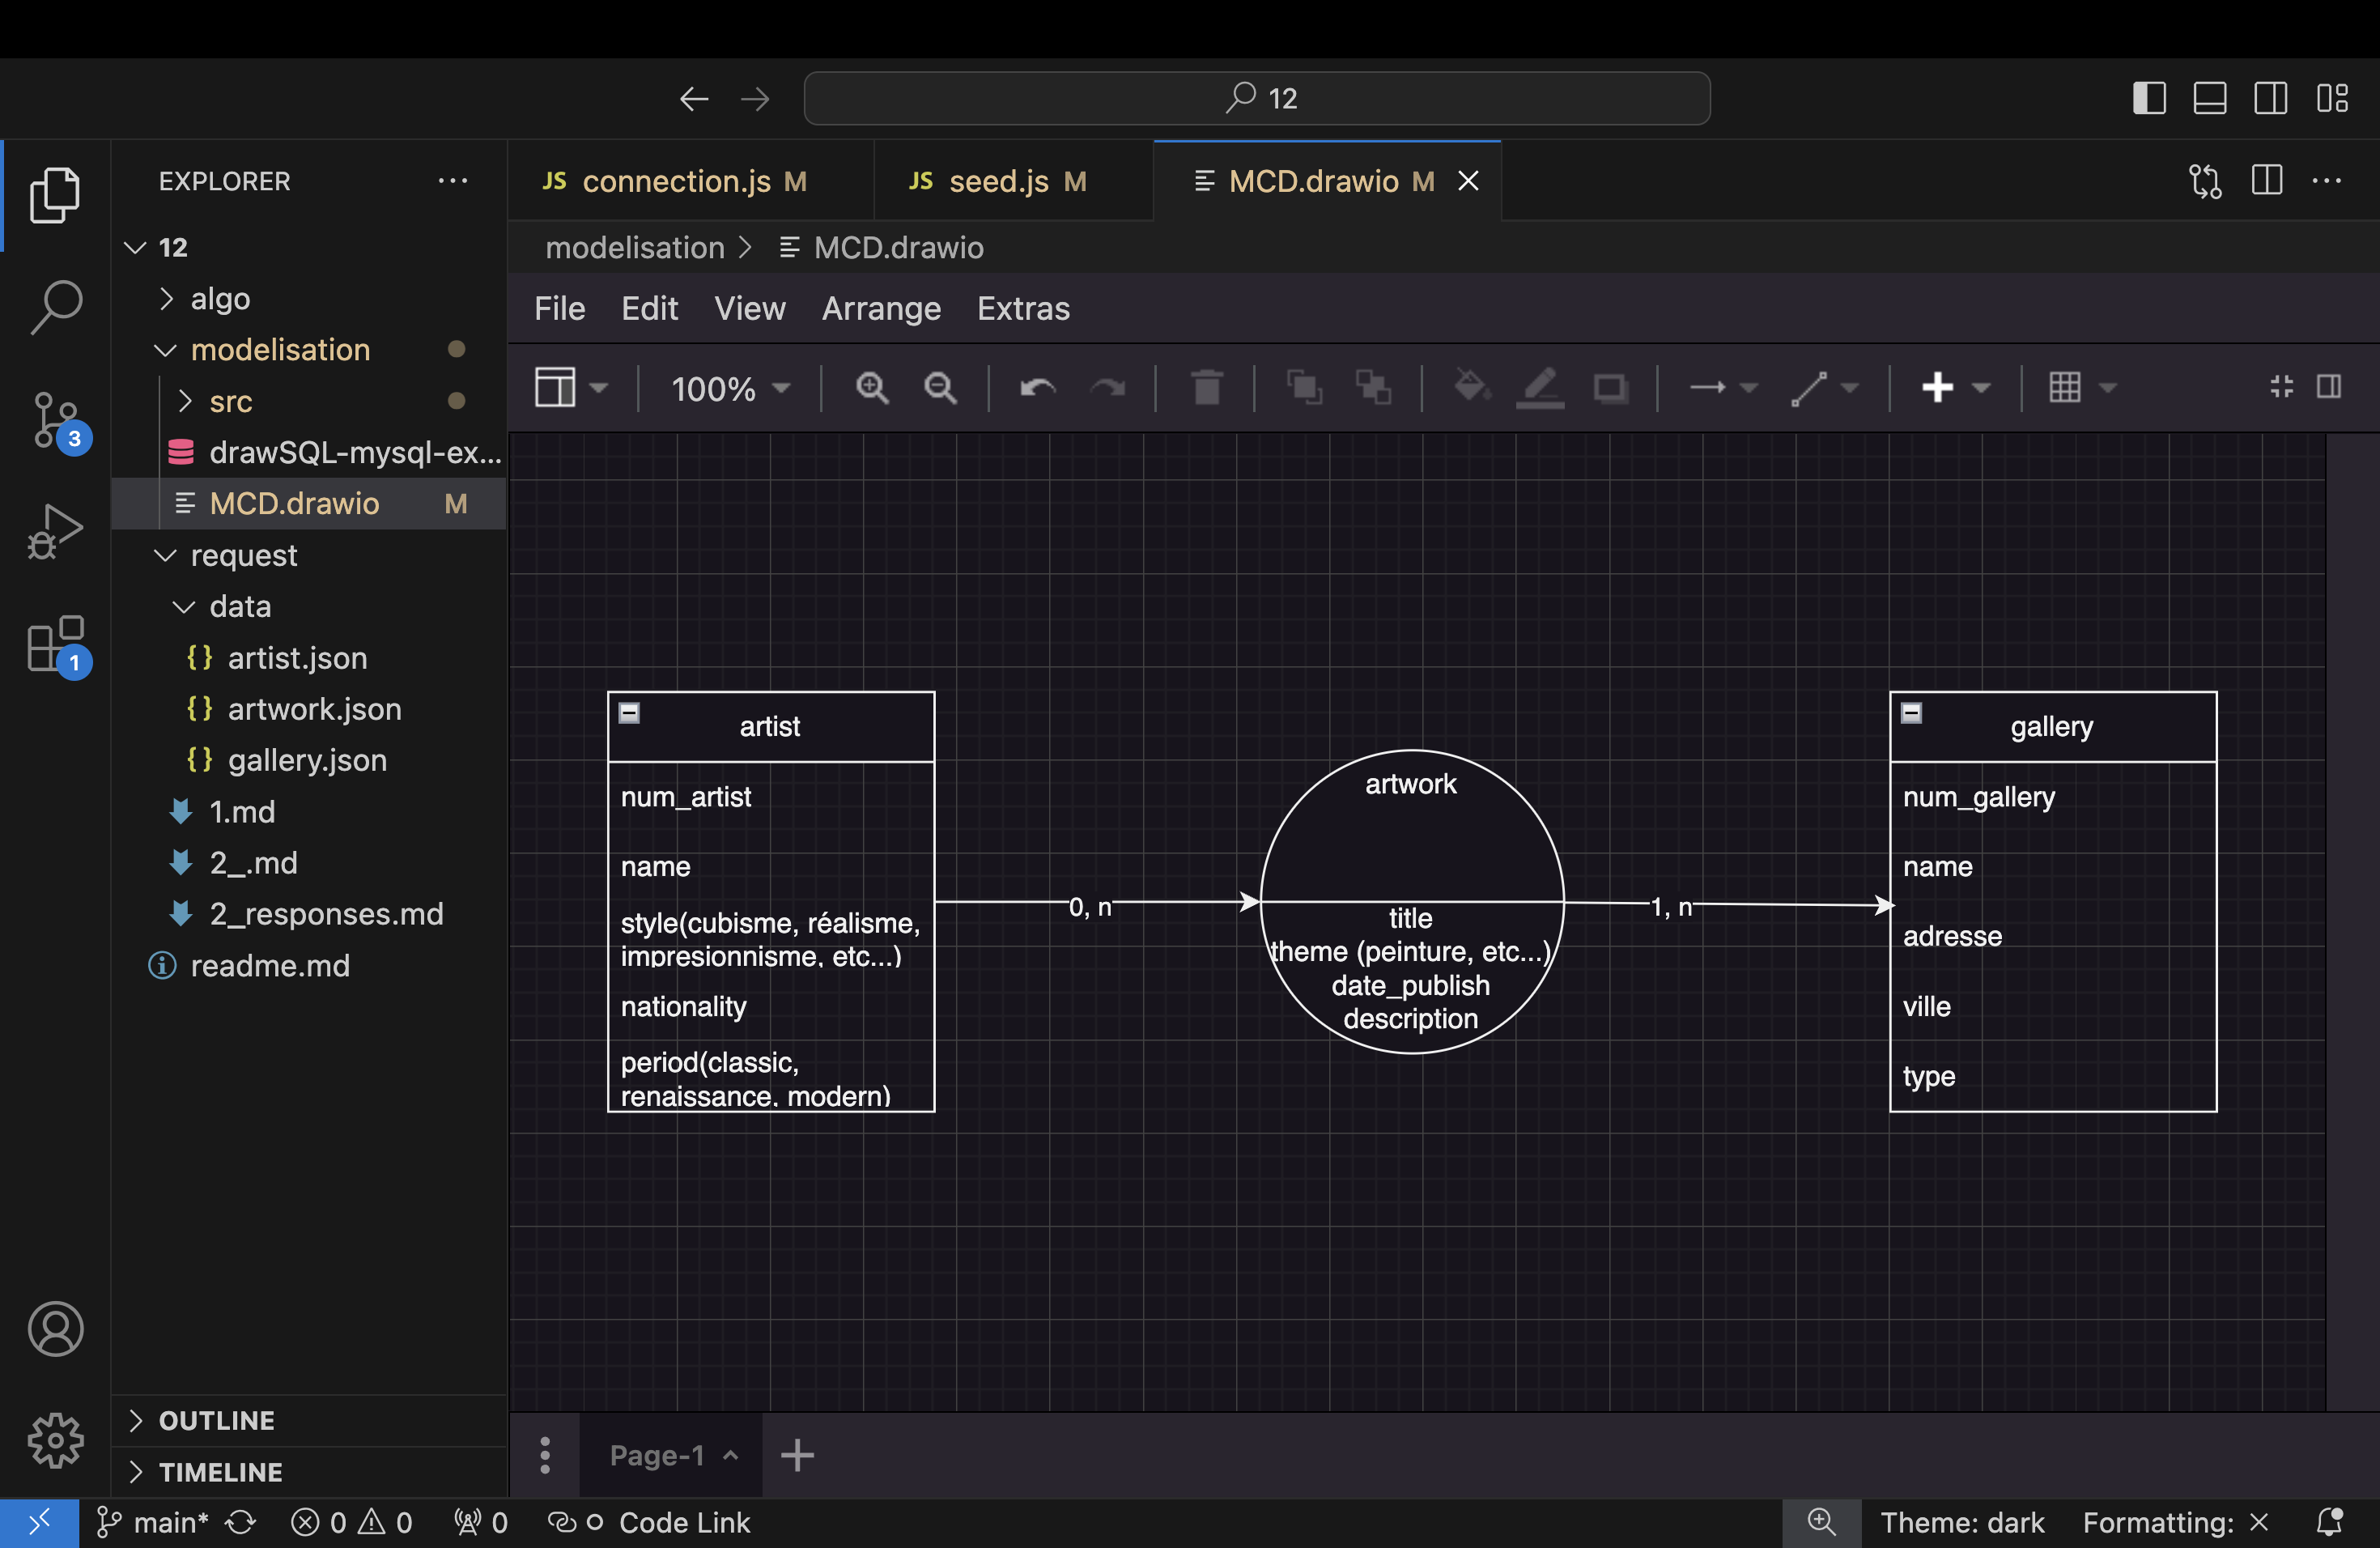 12
EXPLORER
JS connection.js M
JS seed.js M
MCD.drawio M
12
algo
modelisation
src
drawSQL-mysql-ex...
MCD.drawio M
request
data
{} artist.json
{} artwork.json
{} gallery.json
1.md
2_.md
2_responses.md
readme.md
3
1
OUTLINE
TIMELINE
modelisation > MCD.drawio
File Edit View Arrange Extras
100%
artist
num_artist
name
style(cubisme, réalisme,
impresionnisme, etc...)
nationality
period(classic,
renaissance, modern)
0, n
artwork
title
theme (peinture, etc...)
date_publish
description
1, n
gallery
num_gallery
name
adresse
ville
type
Page-1
main* 0 0 0 Code Link
Theme: dark Formatting: ×